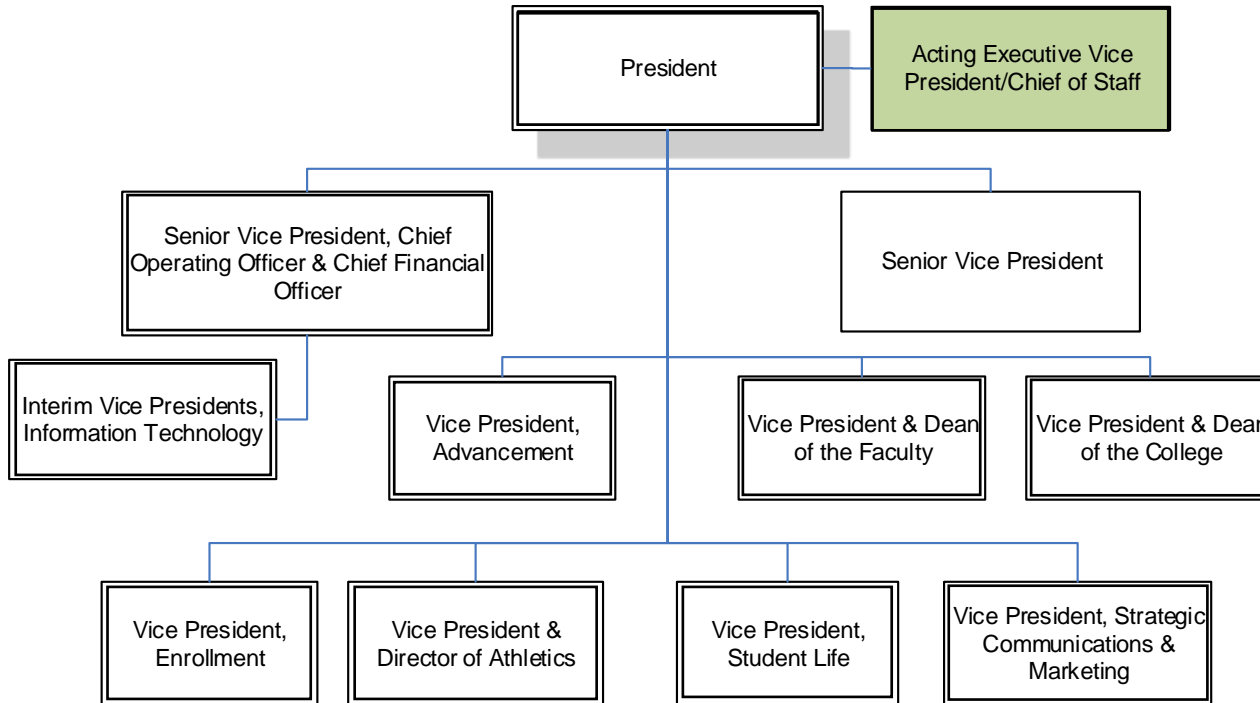 President
Acting Executive Vice
President/Chief of Staff
Senior Vice President, Chief
Operating Officer & Chief Financial
Officer
Senior Vice President
Interim Vice Presidents,
Information Technology
Vice President,
Advancement
Vice President & Dean
of the Faculty
Vice President & Dean
of the College
Vice President,
Enrollment
Vice President &
Director of Athletics
Vice President,
Student Life
Vice President, Strategic
Communications &
Marketing